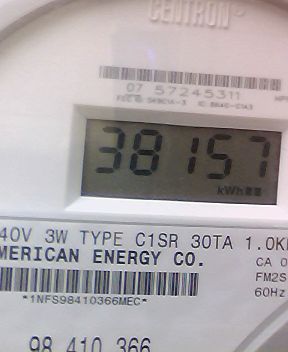 CENTRON®
07 57245311
38157
kWh
40V 3W TYPE C1SR 30TA 1.0K
MERICAN ENERGY CO.
CA 0
FM2S
60Hz
*1NFS98410366MEC*
98 410 366